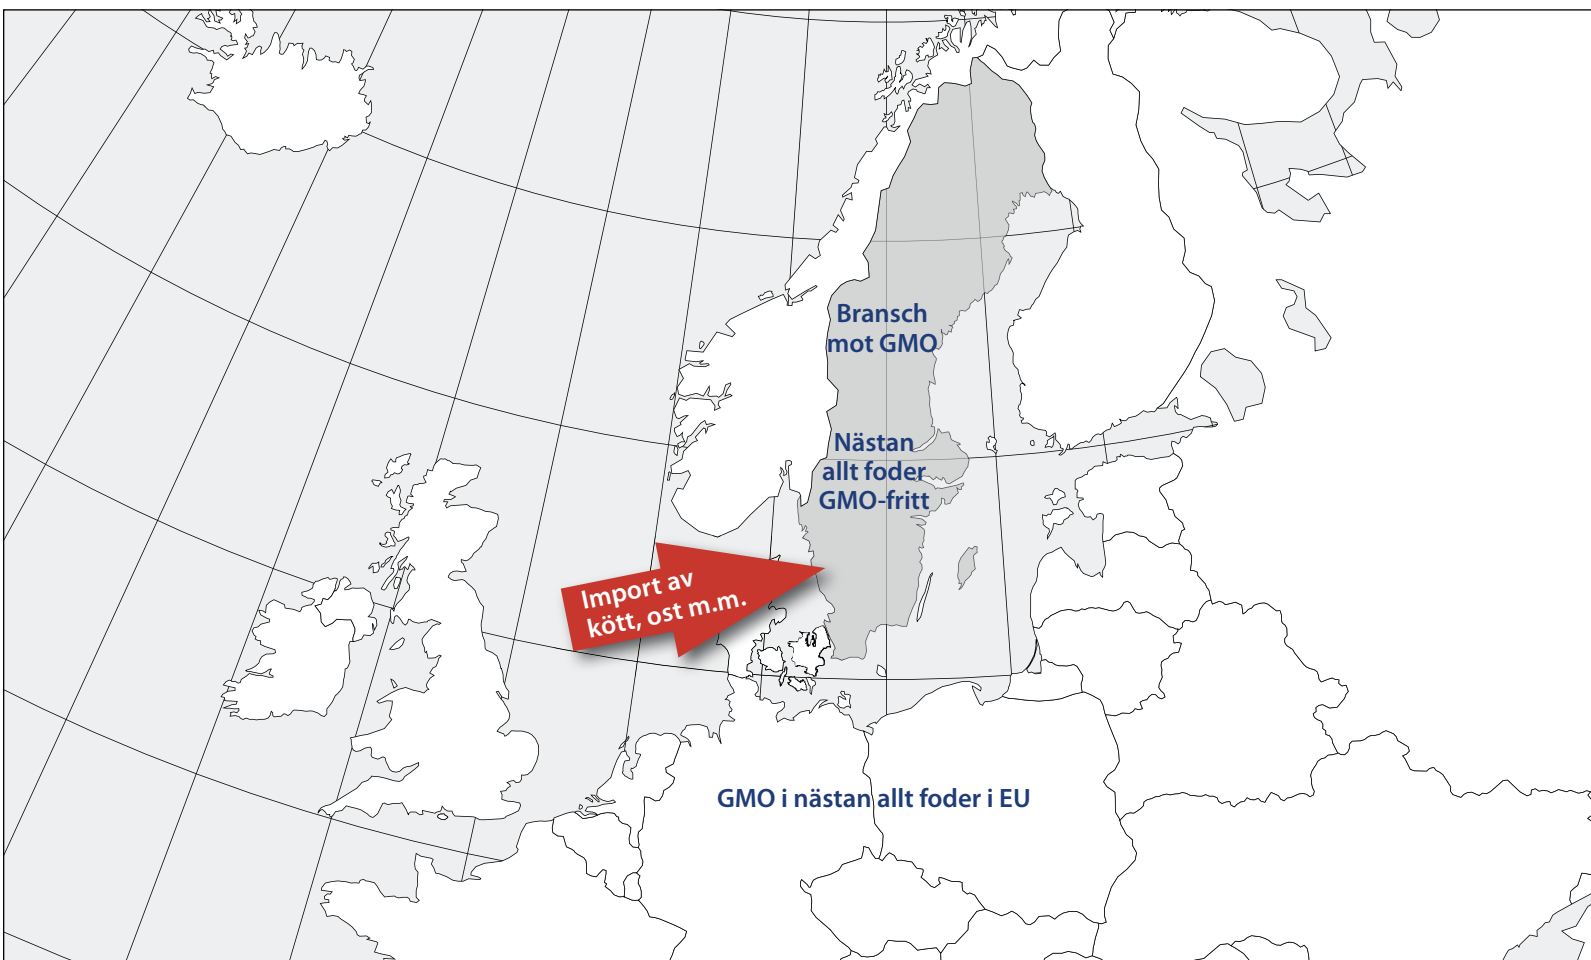 Bransch
mot GMO
Nästan
allt foder
GMO-fritt
Import av
kött, ost m.m.
GMO i nästan allt foder i EU